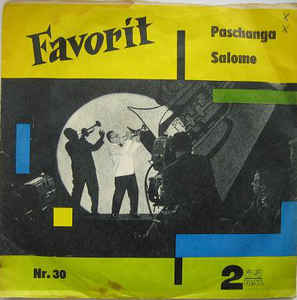 Favorit
Paschanga
Salome
Nr. 30
2